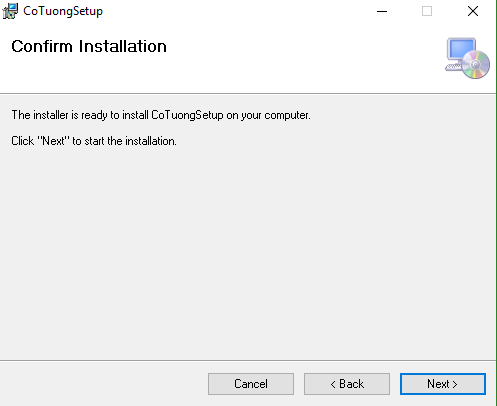 CoTuongSetup
Confirm Installation
The installer is ready to install CoTuongSetup on your computer.
Click "Next" to start the installation.
Cancel
< Back
Next >